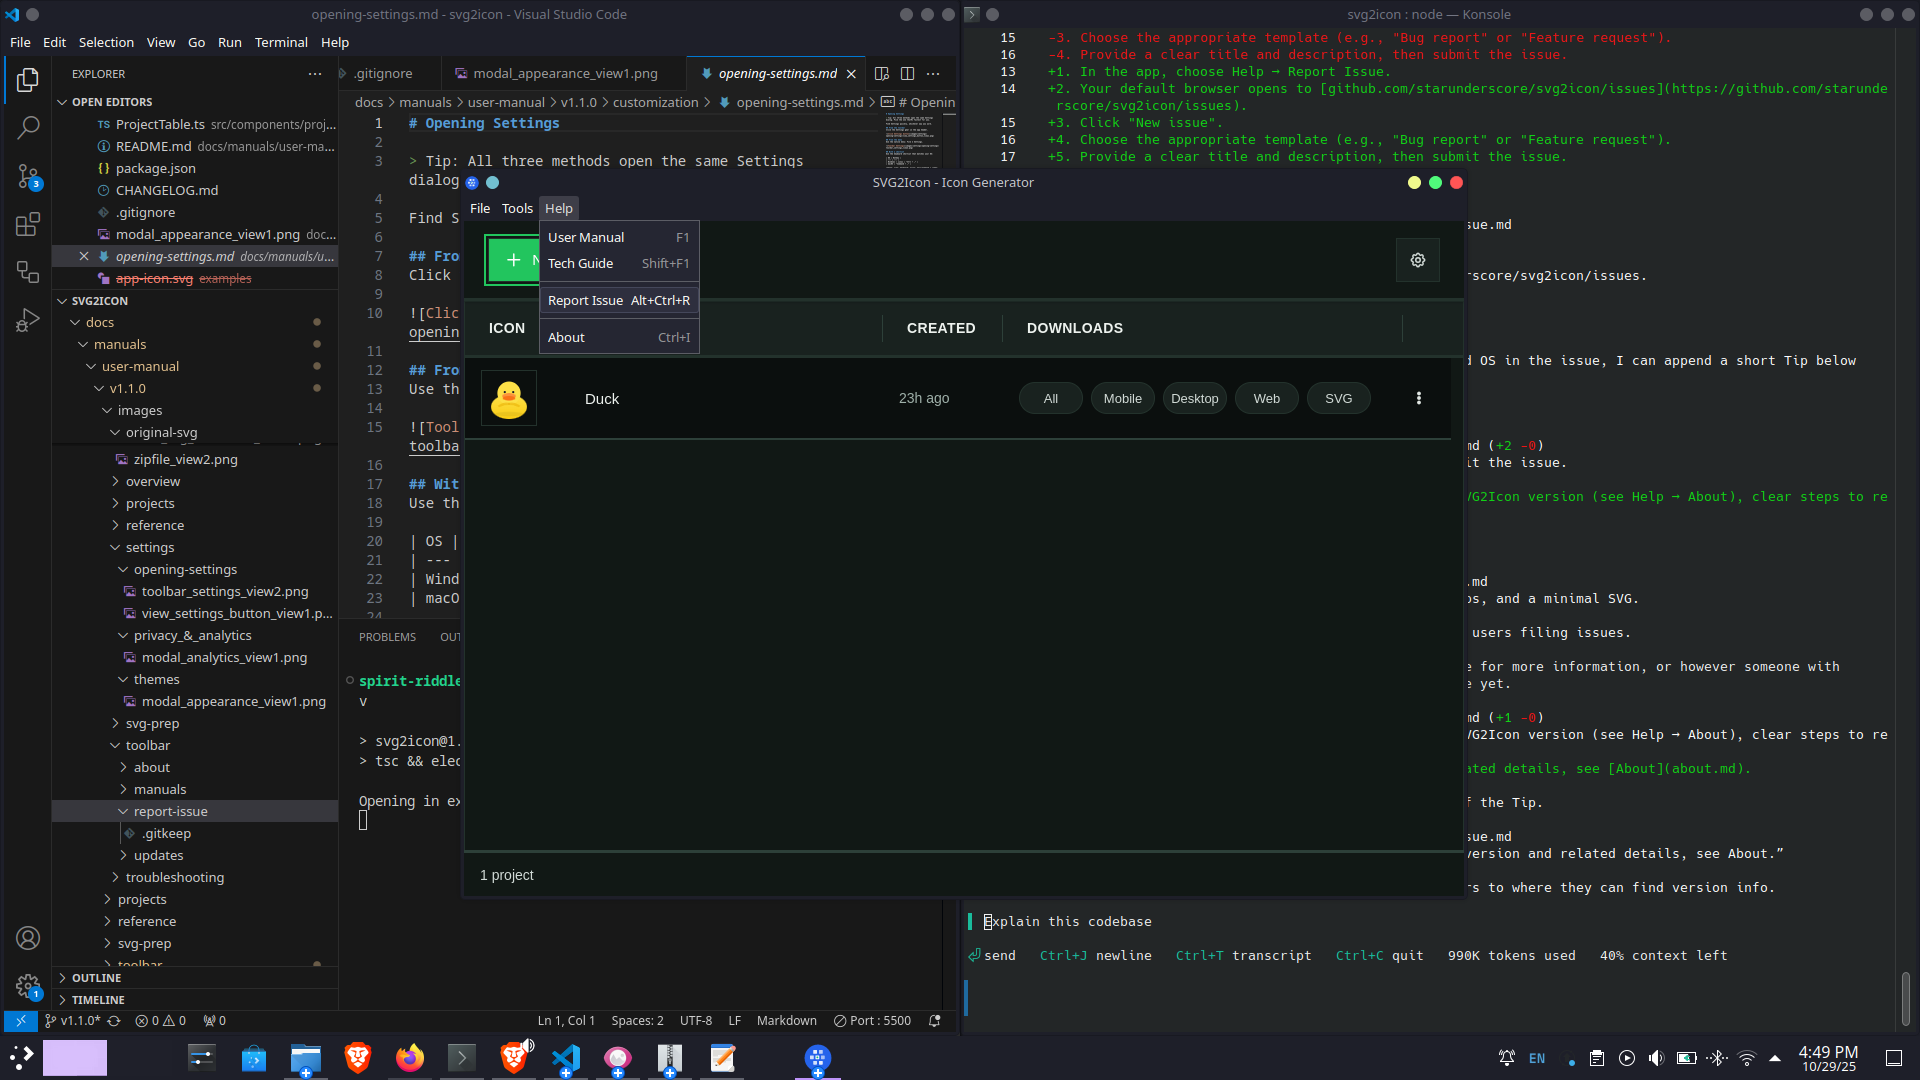 opening-settings.md - svg2icon - Visual Studio Code
File Edit Selection View Go Run Terminal Help
EXPLORER
OPEN EDITORS
TS ProjectTable.ts src/components/proj...
README.md docs/manuals/user-ma...
{} package.json
CHANGELOG.md
.gitignore
modal_appearance_view1.png doc...
opening-settings.md docs/manuals/u...
app-icon.svg examples
SVG2ICON
docs
manuals
user-manual
v1.1.0
images
original-svg
zipfile_view2.png
overview
projects
reference
settings
opening-settings
toolbar_settings_view2.png
view_settings_button_view1.p...
privacy_&_analytics
modal_analytics_view1.png
themes
modal_appearance_view1.png
svg-prep
toolbar
about
manuals
report-issue
.gitkeep
updates
troubleshooting
projects
reference
svg-prep
toolbar
OUTLINE
TIMELINE
3
1
.gitignore modal_appearance_view1.png opening-settings.md
docs > manuals > user-manual > v1.1.0 > customization > opening-settings.md > # Openin
1 # Opening Settings
2
3 > Tip: All three methods open the same Settings
dialog
4
5 Find S
6
7 ## Fro
8 Click
9
10 ![Clic
openin
11
12 ## Fro
13 Use th
14
15 ![Tool
toolba
16
17 ## Wit
18 Use th
19
20 | OS |
21 | ---
22 | Wind
23 | macO
24
PROBLEMS OUT
spirit-riddle
v
> svg2icon@1.
> tsc && elec
Opening in ex
v1.1.0* 0 0 0 Ln 1, Col 1 Spaces: 2 UTF-8 LF Markdown Port : 5500
SVG2Icon - Icon Generator
File Tools Help
User Manual F1
Tech Guide Shift+F1
Report Issue Alt+Ctrl+R
About Ctrl+I
+ N
ICON CREATED DOWNLOADS
Duck 23h ago All Mobile Desktop Web SVG
1 project
svg2icon : node — Konsole
15 -3. Choose the appropriate template (e.g., "Bug report" or "Feature request").
16 -4. Provide a clear title and description, then submit the issue.
13 +1. In the app, choose Help → Report Issue.
14 +2. Your default browser opens to [github.com/starunderscore/svg2icon/issues](https://github.com/starunde
rscore/svg2icon/issues).
15 +3. Click "New issue".
16 +4. Choose the appropriate template (e.g., "Bug report" or "Feature request").
17 +5. Provide a clear title and description, then submit the issue.
sue.md
rscore/svg2icon/issues.
d OS in the issue, I can append a short Tip below
md (+2 -0)
it the issue.
VG2Icon version (see Help → About), clear steps to re
.md
ps, and a minimal SVG.
users filing issues.
e for more information, or however someone with
e yet.
md (+1 -0)
VG2Icon version (see Help → About), clear steps to re
ated details, see [About](about.md).
f the Tip.
sue.md
version and related details, see About.”
rs to where they can find version info.
Explain this codebase
⏎ send Ctrl+J newline Ctrl+T transcript Ctrl+C quit 990K tokens used 40% context left
EN
4:49 PM
10/29/25